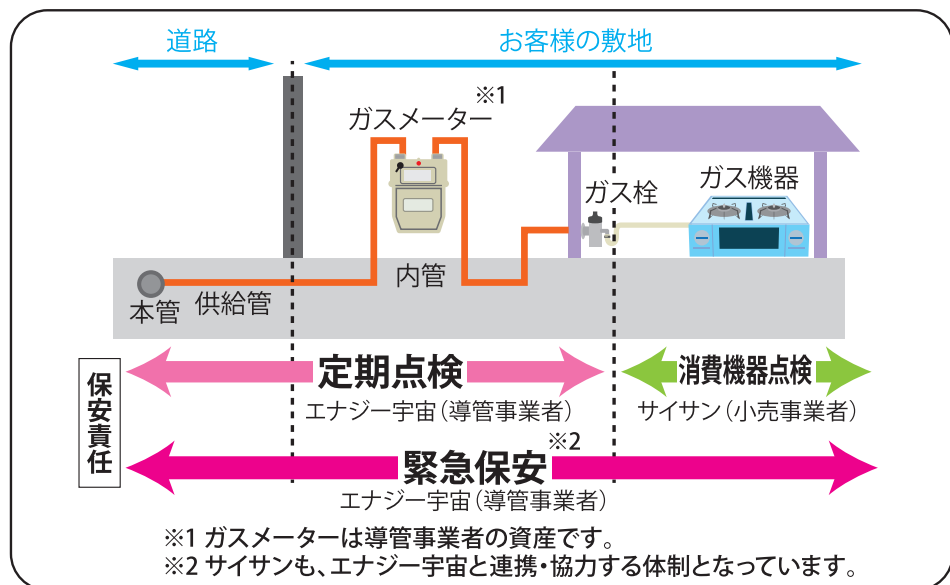 道路
お客様の敷地
ガスメーター※1
ガス栓
ガス機器
内管
供給管
本管
保安責任
定期点検
エナジー宇宙（導管事業者）
消費機器点検
サイサン（小売事業者）
緊急保安※2
エナジー宇宙（導管事業者）
※1 ガスメーターは導管事業者の資産です。
※2 サイサンも、エナジー宇宙と連携・協力する体制となっています。